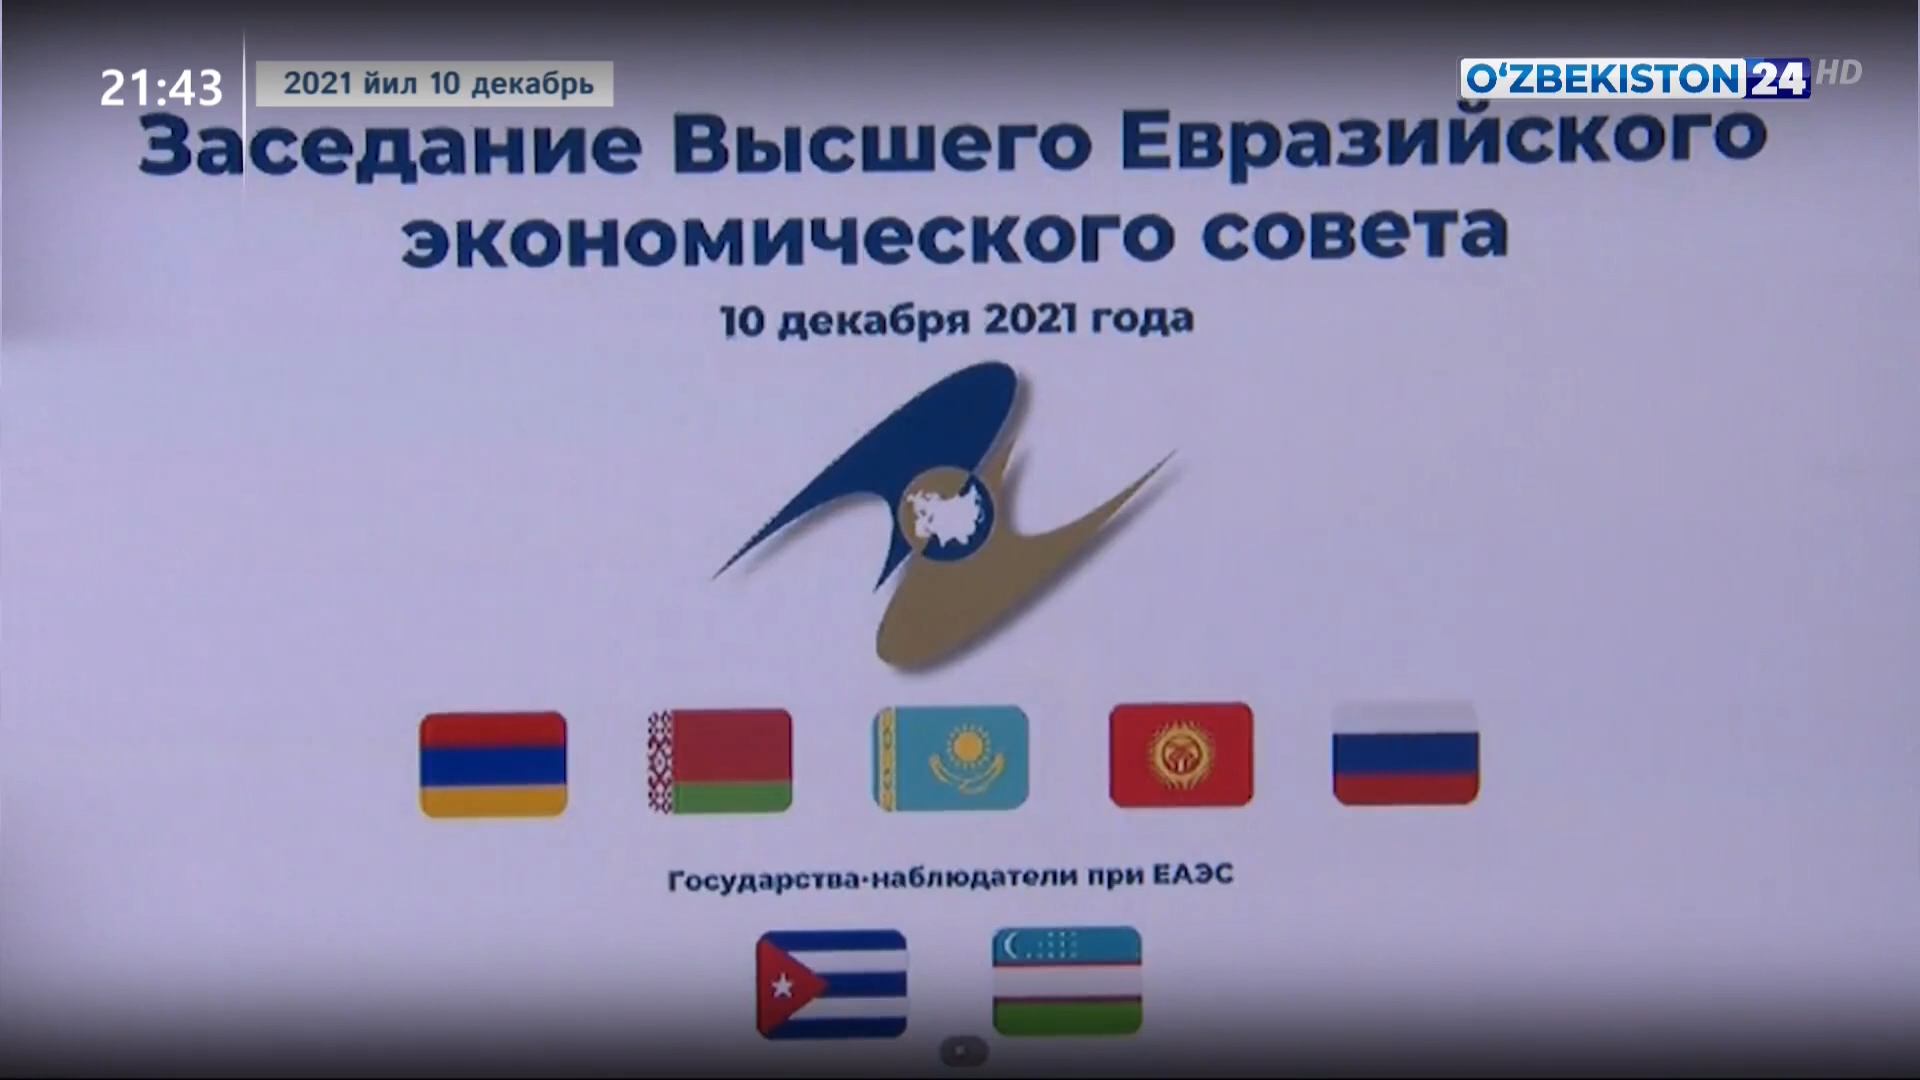 21:43
2021 йил 10 декабрь
O‘ZBEKISTON 24 HD
Заседание Высшего Евразийского
экономического совета
10 декабря 2021 года
Государства-наблюдатели при ЕАЭС